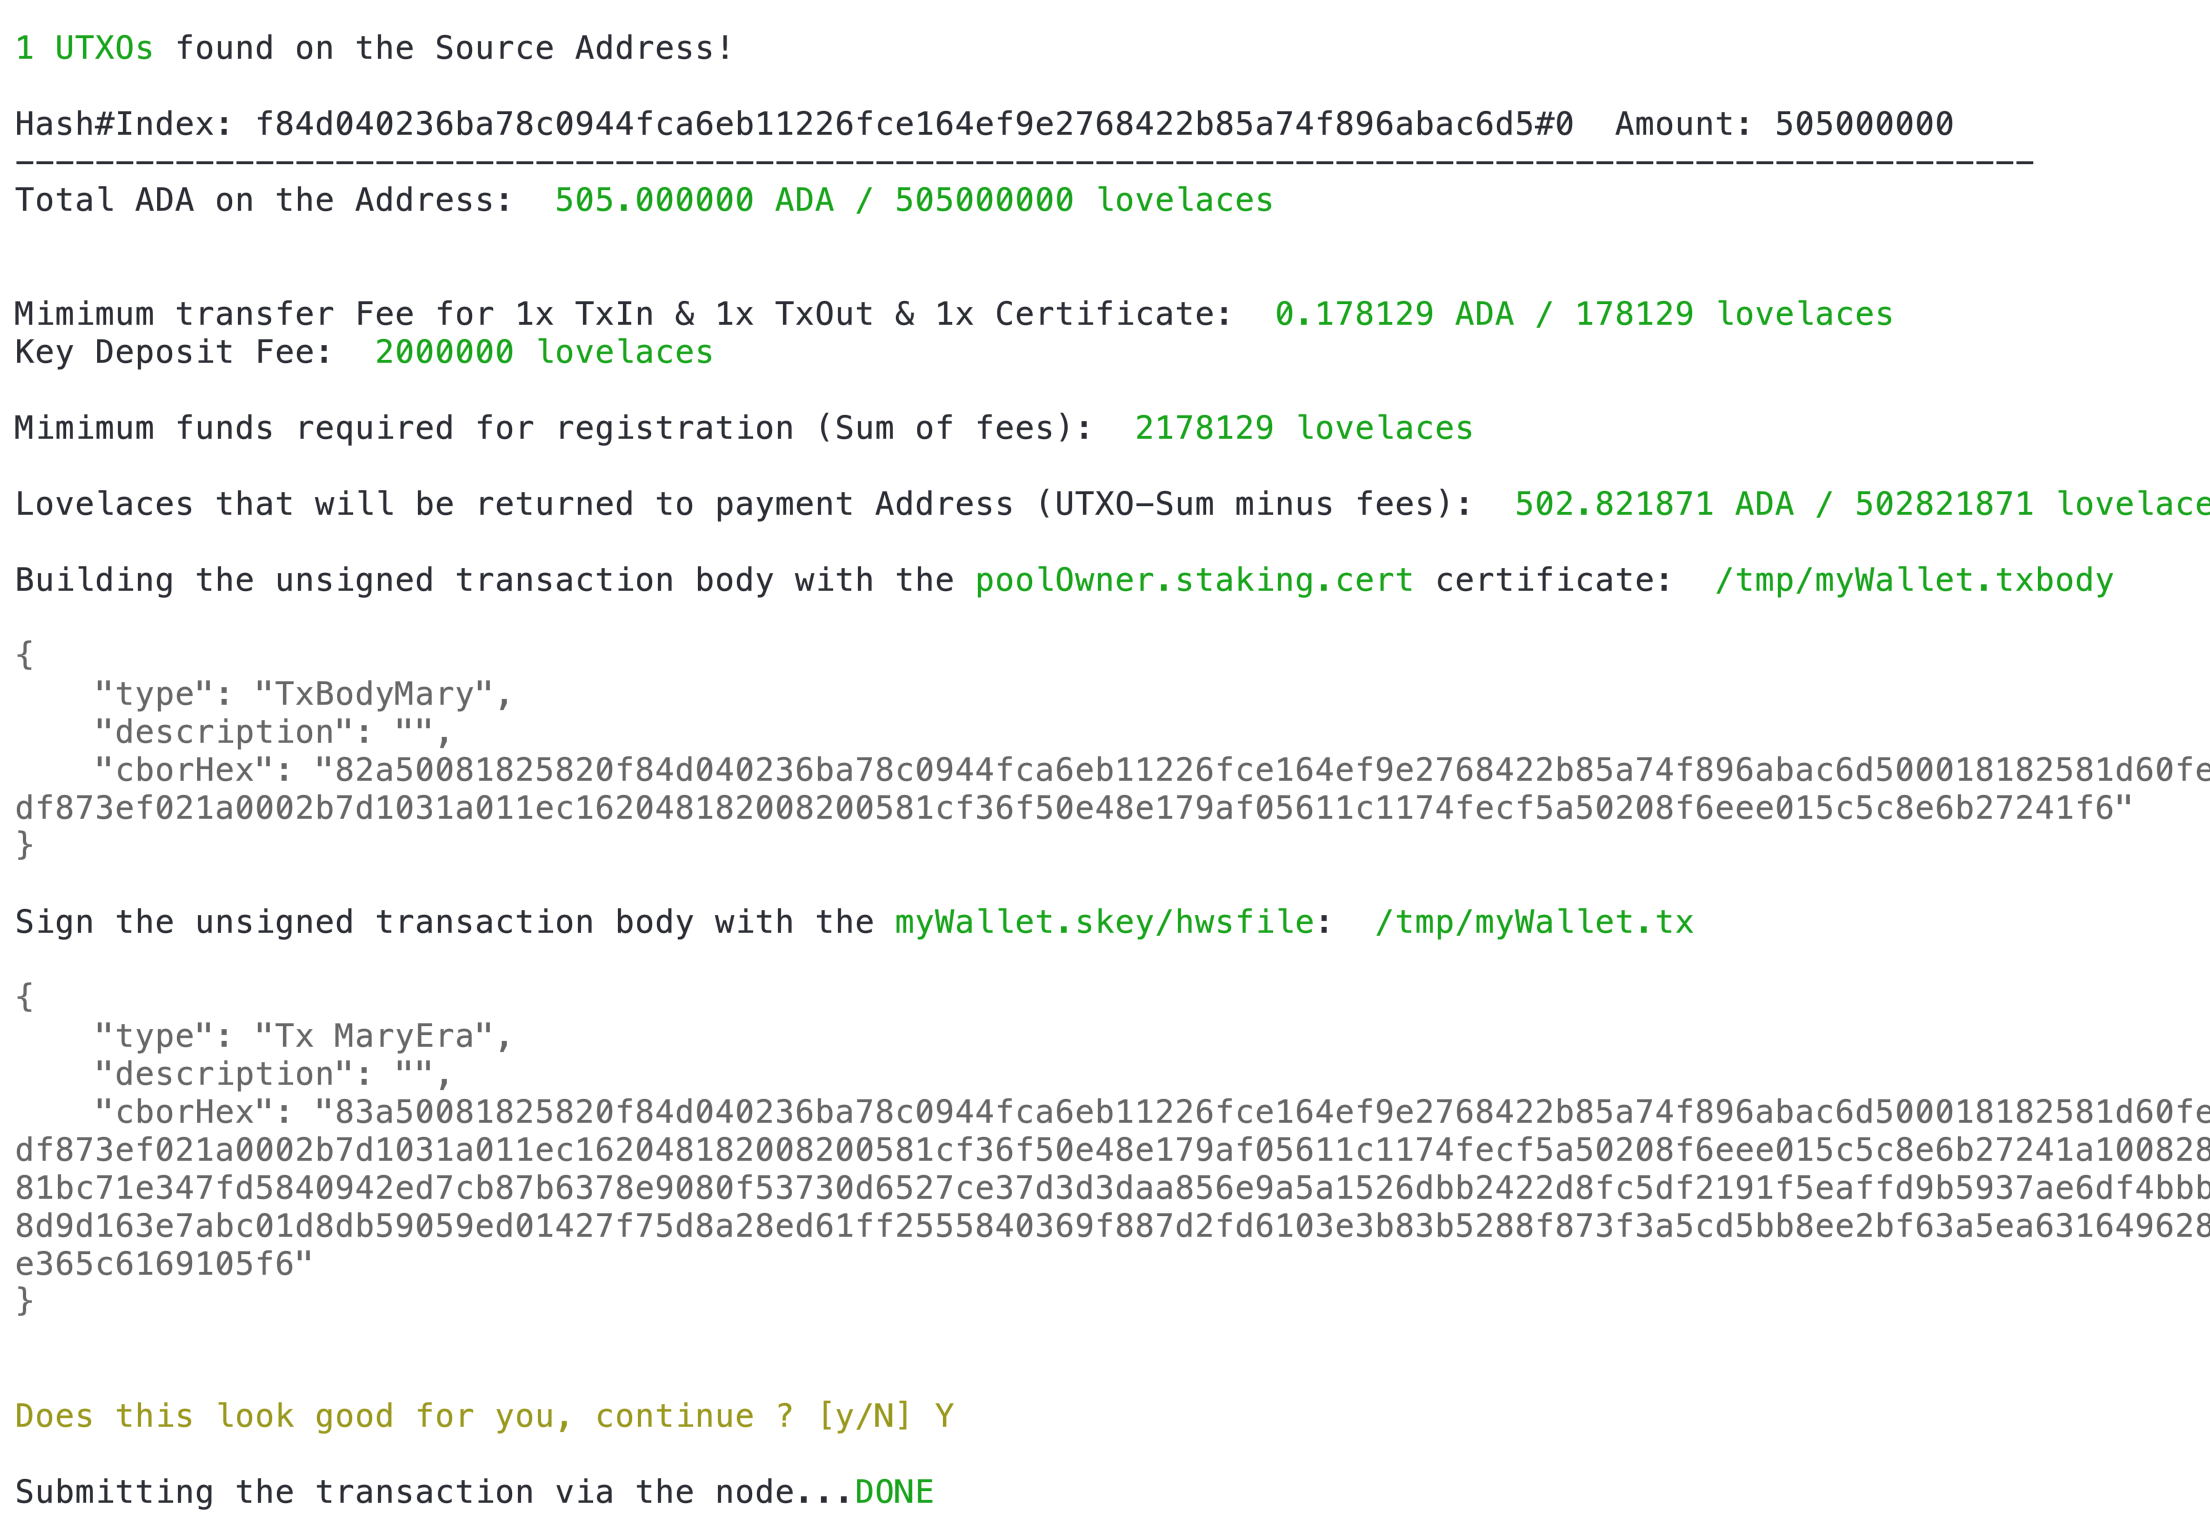 1 UTXOs found on the Source Address!
Hash#Index: f84d040236ba78c0944fca6eb11226fce164ef9e2768422b85a74f896abac6d5#0  Amount: 505000000
-----------------------------------------------------------------------------------------------------
Total ADA on the Address:  505.000000 ADA / 505000000 lovelaces
Mimimum transfer Fee for 1x TxIn & 1x TxOut & 1x Certificate:  0.178129 ADA / 178129 lovelaces
Key Deposit Fee:  2000000 lovelaces
Mimimum funds required for registration (Sum of fees):  2178129 lovelaces
Lovelaces that will be returned to payment Address (UTXO-Sum minus fees):  502.821871 ADA / 502821871 lovelace
Building the unsigned transaction body with the poolOwner.staking.cert certificate:  /tmp/myWallet.txbody
{
    "type": "TxBodyMary",
    "description": "",
    "cborHex": "82a50081825820f84d040236ba78c0944fca6eb11226fce164ef9e2768422b85a74f896abac6d500018182581d60fe
df873ef021a0002b7d1031a011ec162048182008200581cf36f50e48e179af05611c1174fecf5a50208f6eee015c5c8e6b27241f6"
}
Sign the unsigned transaction body with the myWallet.skey/hwsfile:  /tmp/myWallet.tx
{
    "type": "Tx MaryEra",
    "description": "",
    "cborHex": "83a50081825820f84d040236ba78c0944fca6eb11226fce164ef9e2768422b85a74f896abac6d500018182581d60fe
df873ef021a0002b7d1031a011ec162048182008200581cf36f50e48e179af05611c1174fecf5a50208f6eee015c5c8e6b27241a100828
81bc71e347fd5840942ed7cb87b6378e9080f53730d6527ce37d3d3daa856e9a5a1526dbb2422d8fc5df2191f5eaffd9b5937ae6df4bbb
8d9d163e7abc01d8db59059ed01427f75d8a28ed61ff2555840369f887d2fd6103e3b83b5288f873f3a5cd5bb8ee2bf63a5ea631649628
e365c6169105f6"
}
Does this look good for you, continue ? [y/N] Y
Submitting the transaction via the node...DONE